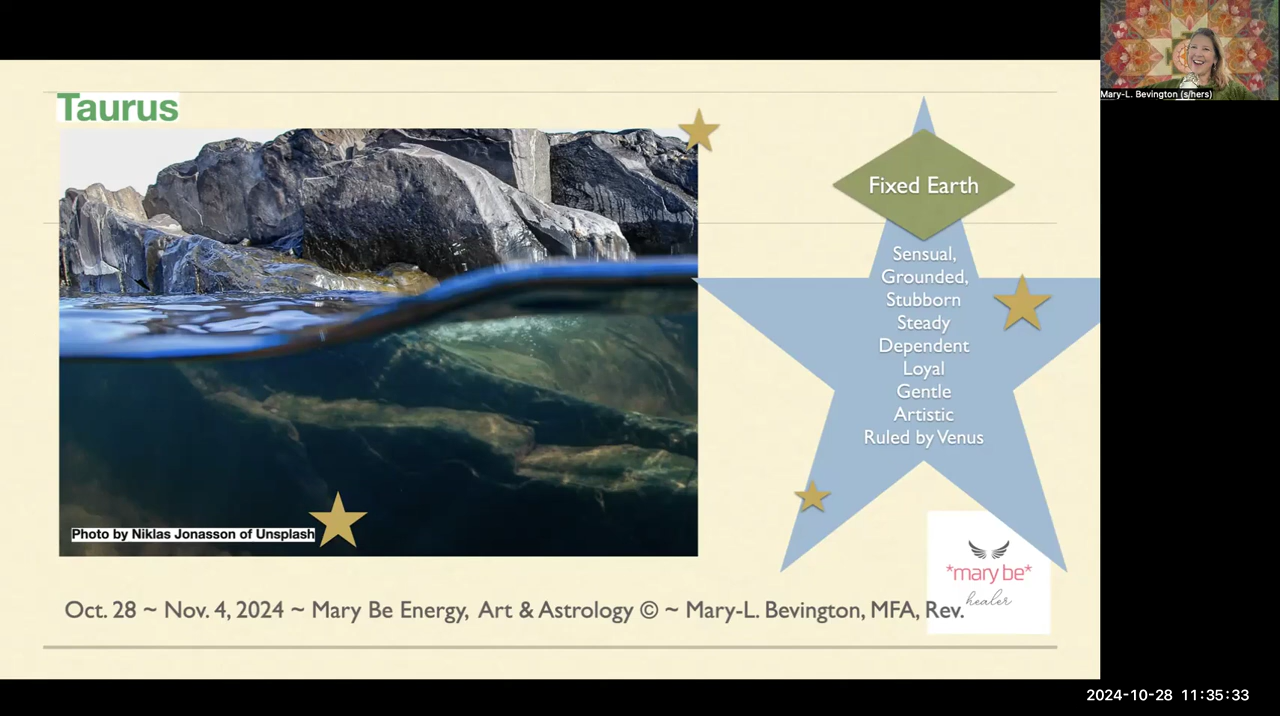 Taurus
Mary-L. Bevington (s/hers)
Fixed Earth
Sensual,
Grounded,
Stubborn
Steady
Dependent
Loyal
Gentle
Artistic
Ruled by Venus
Photo by Niklas Jonasson of Unsplash
*mary be*
healer
Oct. 28 ~ Nov. 4, 2024 ~ Mary Be Energy, Art & Astrology © ~ Mary-L. Bevington, MFA, Rev.
2024-10-28 11:35:33